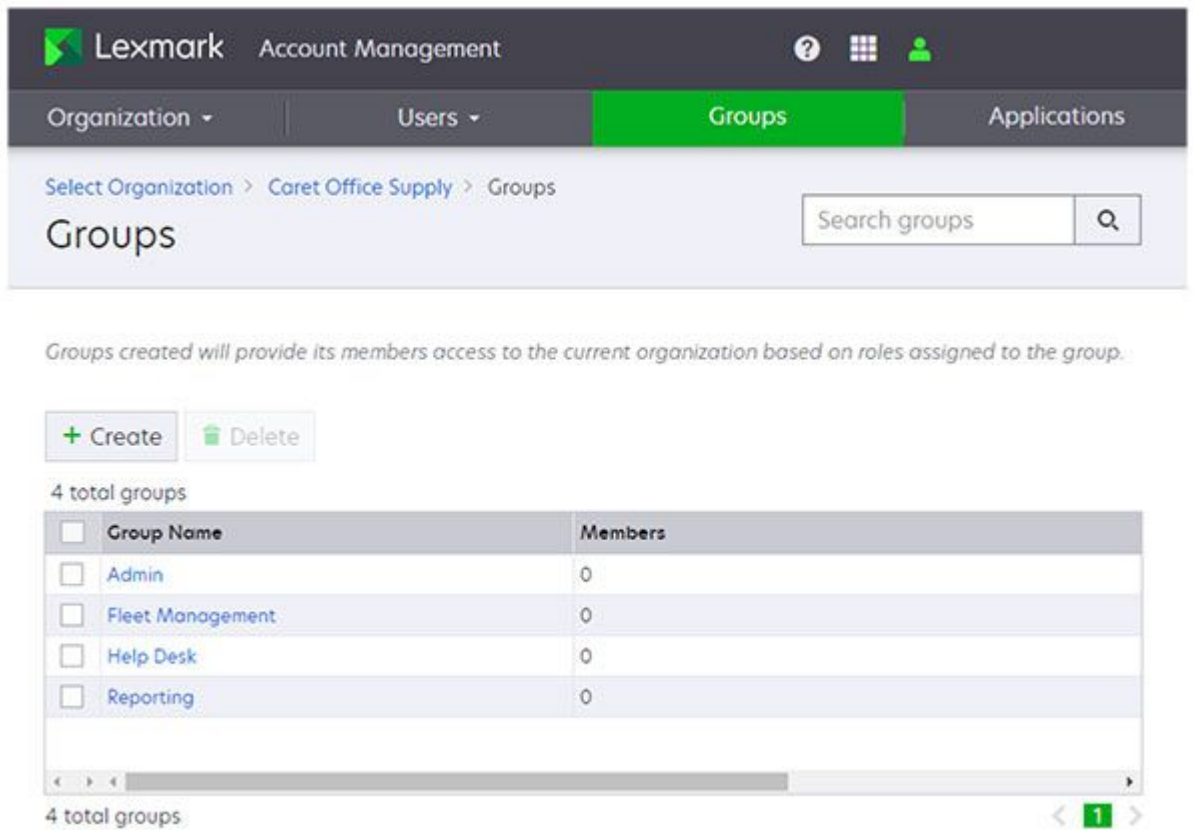 Lexmark Account Management
Organization Users Groups Applications
Select Organization > Caret Office Supply > Groups
Groups
Search groups
Groups created will provide its members access to the current organization based on roles assigned to the group.
+ Create Delete
4 total groups
Group Name Members
Admin 0
Fleet Management 0
Help Desk 0
Reporting 0
4 total groups < 1 >